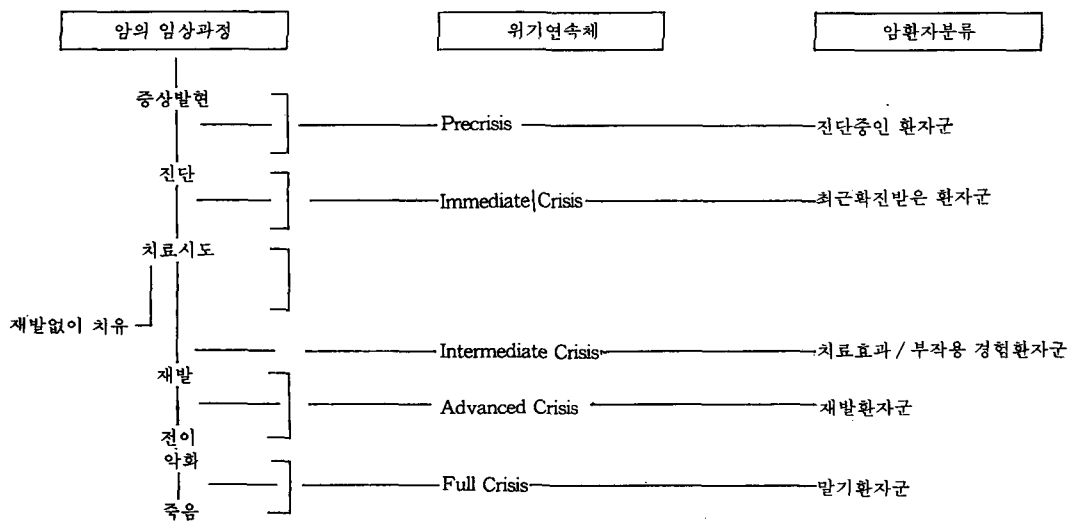 암의 임상과정 위기연속체 암환자분류
증상발현
Precrisis 진단중인 환자군
진단
Immediate Crisis 최근확진받은 환자군
치료시도
재발없이 치유
Intermediate Crisis 치료효과 / 부작용 경험환자군
재발
Advanced Crisis 재발환자군
전이
악화
Full Crisis 말기환자군
죽음